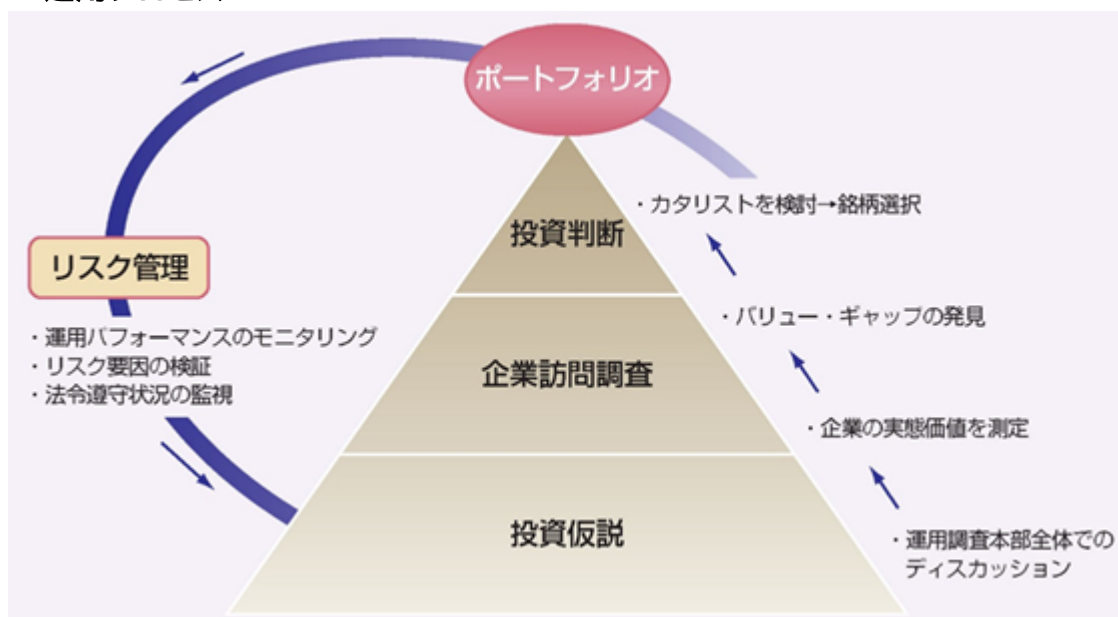 ポートフォリオ
・カタリストを検討→銘柄選択
投資判断
リスク管理
・バリュー・ギャップの発見
・運用パフォーマンスのモニタリング
・リスク要因の検証
・法令遵守状況の監視
企業訪問調査
・企業の実態価値を測定
投資仮説
・運用調査本部全体での
ディスカッション